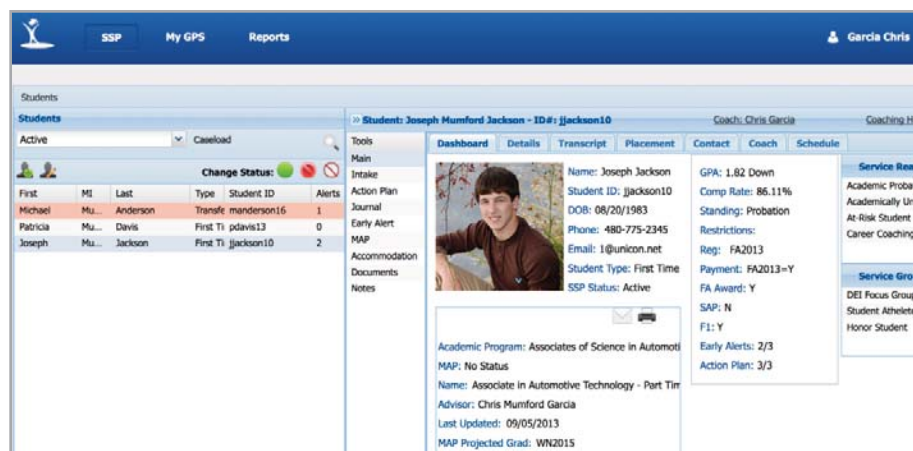 SSP My GPS Reports Garcia Chris
Students
Students
Active Caseload
Change Status:
First MI Last Type Student ID Alerts
Michael Mu... Anderson Transfe manderson16 1
Patricia Mu... Davis First Ti pdavis13 0
Joseph Mu... Jackson First Ti jjackson10 2
Student: Joseph Mumford Jackson - ID#: jjackson10 Coach: Chris Garcia Coaching H
Tools
Main
Intake
Action Plan
Journal
Early Alert
MAP
Accommodation
Documents
Notes
Dashboard Details Transcript Placement Contact Coach Schedule
Name: Joseph Jackson
Student ID: jjackson10
DOB: 08/20/1983
Phone: 480-775-2345
Email: 1@unicon.net
Student Type: First Time
SSP Status: Active
Academic Program: Associates of Science in Automoti
MAP: No Status
Name: Associate in Automotive Technology - Part Tim
Advisor: Chris Mumford Garcia
Last Updated: 09/05/2013
MAP Projected Grad: WN2015
GPA: 1.82 Down
Comp Rate: 86.11%
Standing: Probation
Restrictions:
Reg: FA2013
Payment: FA2013=Y
FA Award: Y
SAP: N
F1: Y
Early Alerts: 2/3
Action Plan: 3/3
Service Rea
Academic Proba
Academically Un
At-Risk Student
Career Coaching
Service Grou
DEI Focus Group
Student Athelete
Honor Student